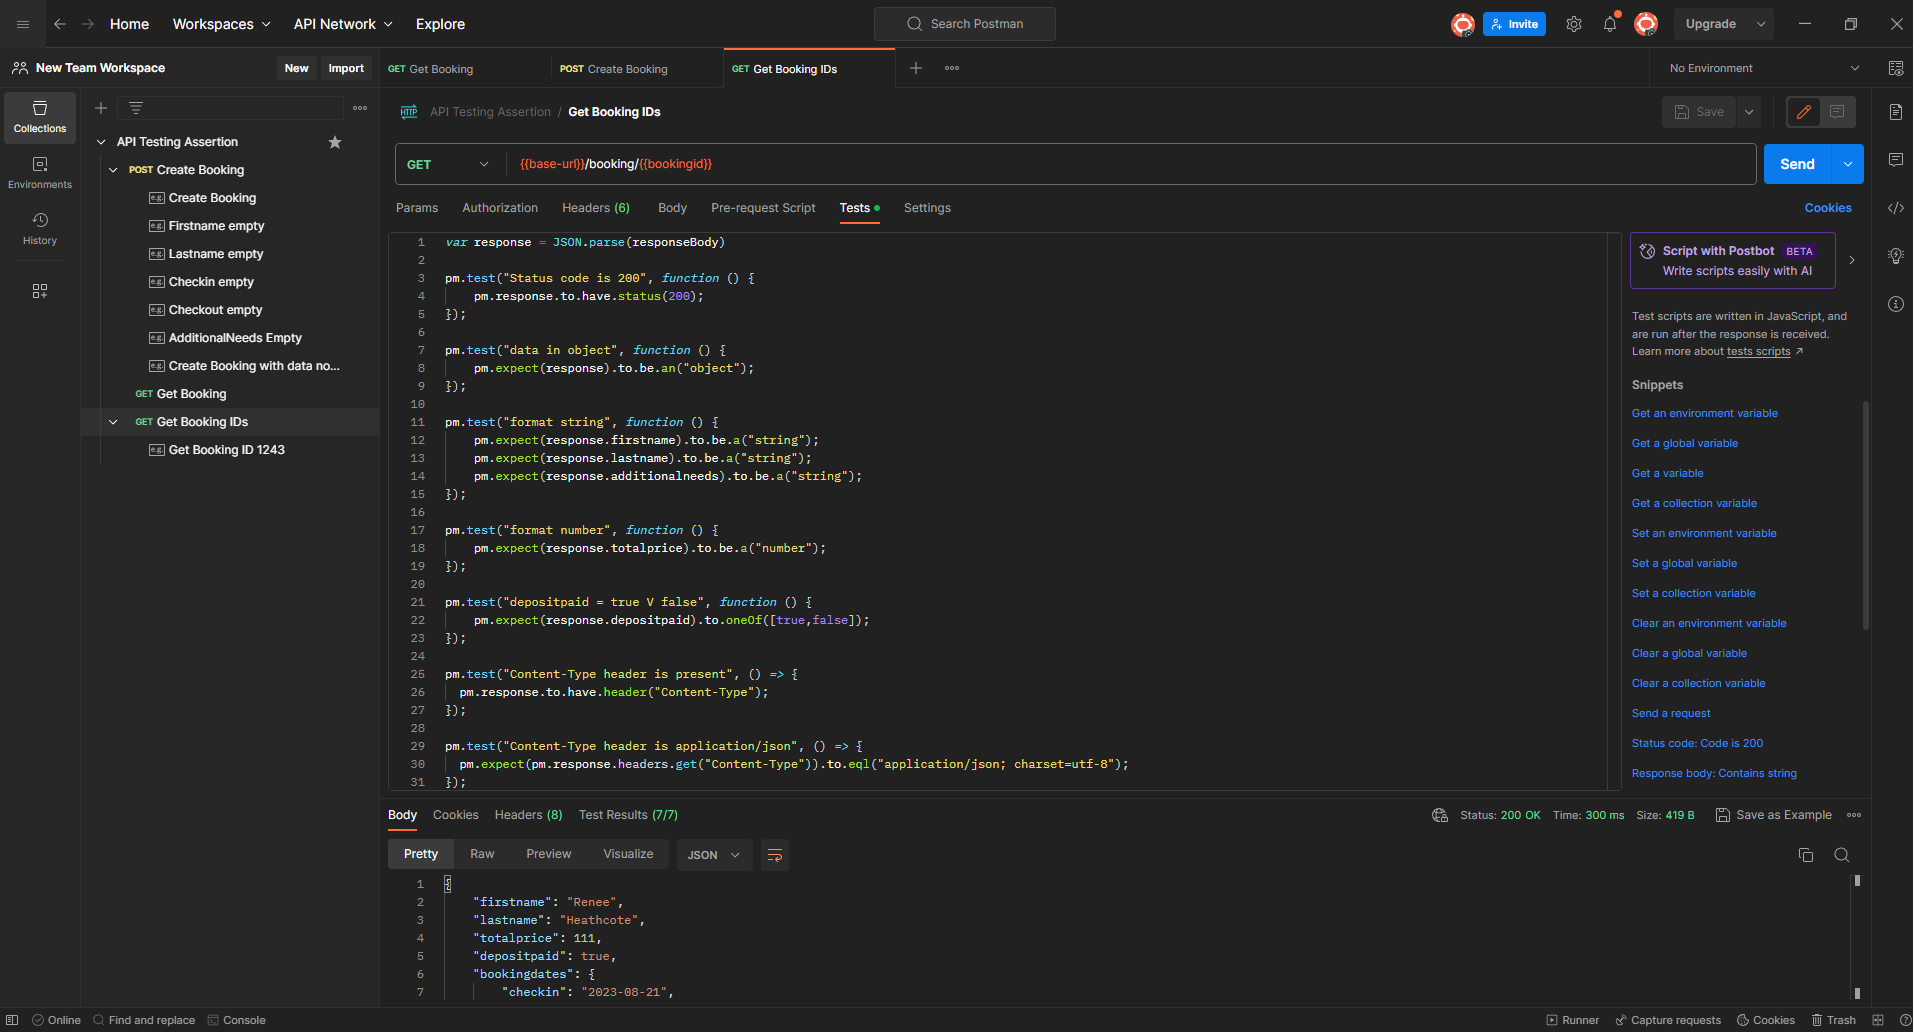 Home Workspaces API Network Explore Search Postman Invite Upgrade
New Team Workspace New Import
GET Get Booking POST Create Booking GET Get Booking IDs No Environment
Collections
Environments
History
API Testing Assertion
POST Create Booking
e.g. Create Booking
e.g. Firstname empty
e.g. Lastname empty
e.g. Checkin empty
e.g. Checkout empty
e.g. AdditionalNeeds Empty
e.g. Create Booking with data no...
GET Get Booking
GET Get Booking IDs
e.g. Get Booking ID 1243
HTTP API Testing Assertion / Get Booking IDs Save
GET {{base-url}}/booking/{{bookingid}} Send
Params Authorization Headers (6) Body Pre-request Script Tests Settings Cookies
1 var response = JSON.parse(responseBody)
2
3 pm.test("Status code is 200", function () {
4 pm.response.to.have.status(200);
5 });
6
7 pm.test("data in object", function () {
8 pm.expect(response).to.be.an("object");
9 });
10
11 pm.test("format string", function () {
12 pm.expect(response.firstname).to.be.a("string");
13 pm.expect(response.lastname).to.be.a("string");
14 pm.expect(response.additionalneeds).to.be.a("string");
15 });
16
17 pm.test("format number", function () {
18 pm.expect(response.totalprice).to.be.a("number");
19 });
20
21 pm.test("depositpaid = true V false", function () {
22 pm.expect(response.depositpaid).to.oneOf([true,false]);
23 });
24
25 pm.test("Content-Type header is present", () => {
26 pm.response.to.have.header("Content-Type");
27 });
28
29 pm.test("Content-Type header is application/json", () => {
30 pm.expect(pm.response.headers.get("Content-Type")).to.eql("application/json; charset=utf-8");
31 });
Script with Postbot BETA
Write scripts easily with AI
Test scripts are written in JavaScript, and
are run after the response is received.
Learn more about tests scripts ↗
Snippets
Get an environment variable
Get a global variable
Get a variable
Get a collection variable
Set an environment variable
Set a global variable
Set a collection variable
Clear an environment variable
Clear a global variable
Clear a collection variable
Send a request
Status code: Code is 200
Response body: Contains string
Body Cookies Headers (8) Test Results (7/7) Status: 200 OK Time: 300 ms Size: 419 B Save as Example
Pretty Raw Preview Visualize JSON
1 {
2 "firstname": "Renee",
3 "lastname": "Heathcote",
4 "totalprice": 111,
5 "depositpaid": true,
6 "bookingdates": {
7 "checkin": "2023-08-21",
Online Find and replace Console Runner Capture requests Cookies Trash